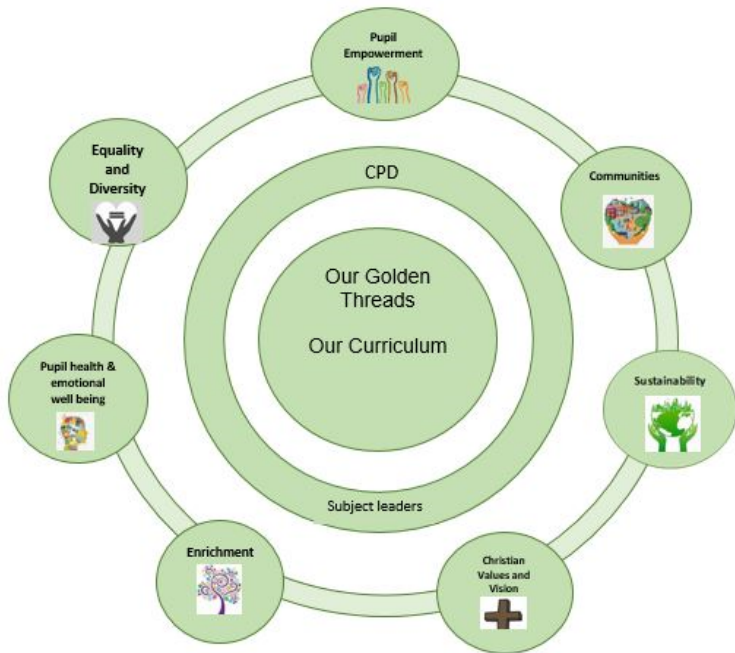 Pupil
Empowerment
Equality
and
Diversity
CPD
Communities
Our Golden
Threads
Our Curriculum
Pupil health &
emotional
well being
Sustainability
Subject leaders
Enrichment
Christian
Values and
Vision